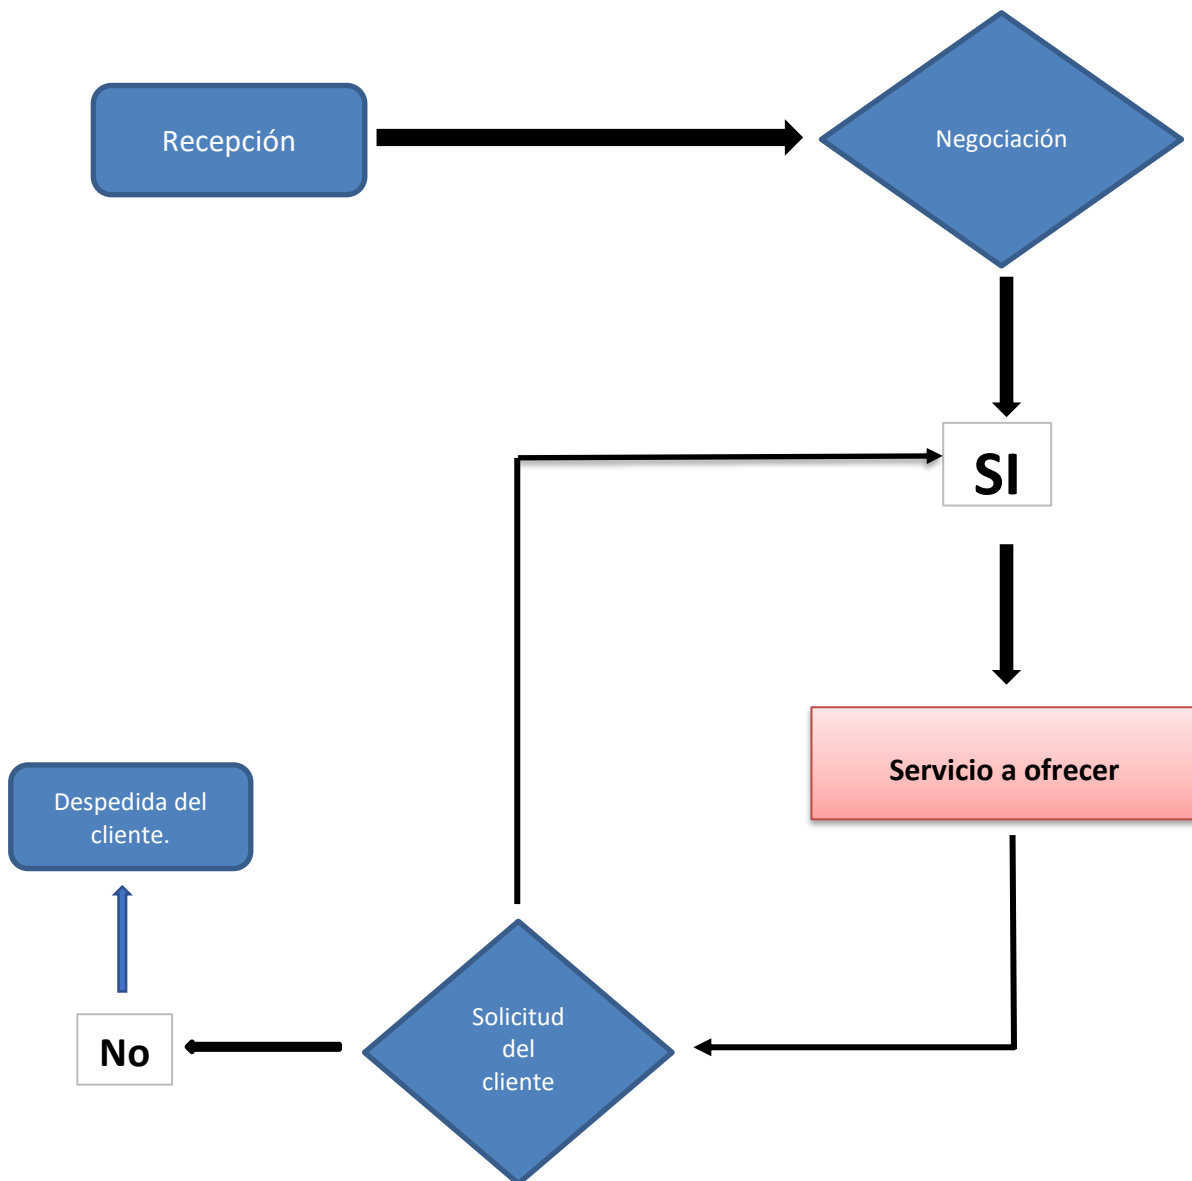 Recepción
Negociación
SI
Servicio a ofrecer
Despedida del
cliente.
Solicitud
del
cliente
No